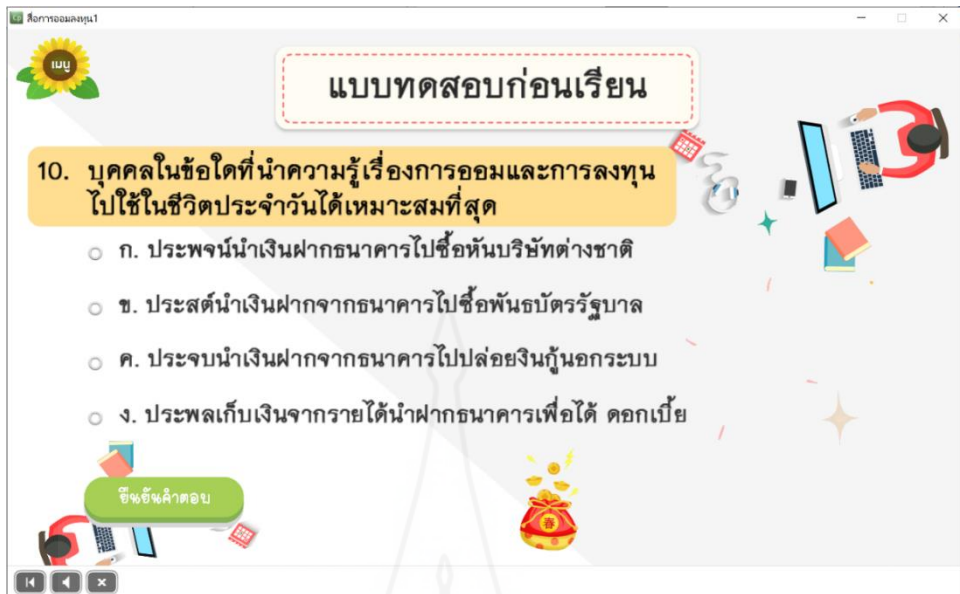 สื่อการออมลงทุน1
เมนู
แบบทดสอบก่อนเรียน
10. บุคคลในข้อใดที่นำความรู้เรื่องการออมและการลงทุน
ไปใช้ในชีวิตประจำวันได้เหมาะสมที่สุด
ก. ประพจน์นำเงินฝากธนาคารไปซื้อหันบริษัทต่างชาติ
ข. ประสต์นำเงินฝากจากธนาคารไปซื้อพันธบัตรรัฐบาล
ค. ประจบนำเงินฝากจากธนาคารไปปล่อยงินกู้นอกระบบ
ง. ประพลเก็บเงินจากรายได้นำฝากธนาคารเพื่อได้ ดอกเบี้ย
ยืนยันคำตอบ
春